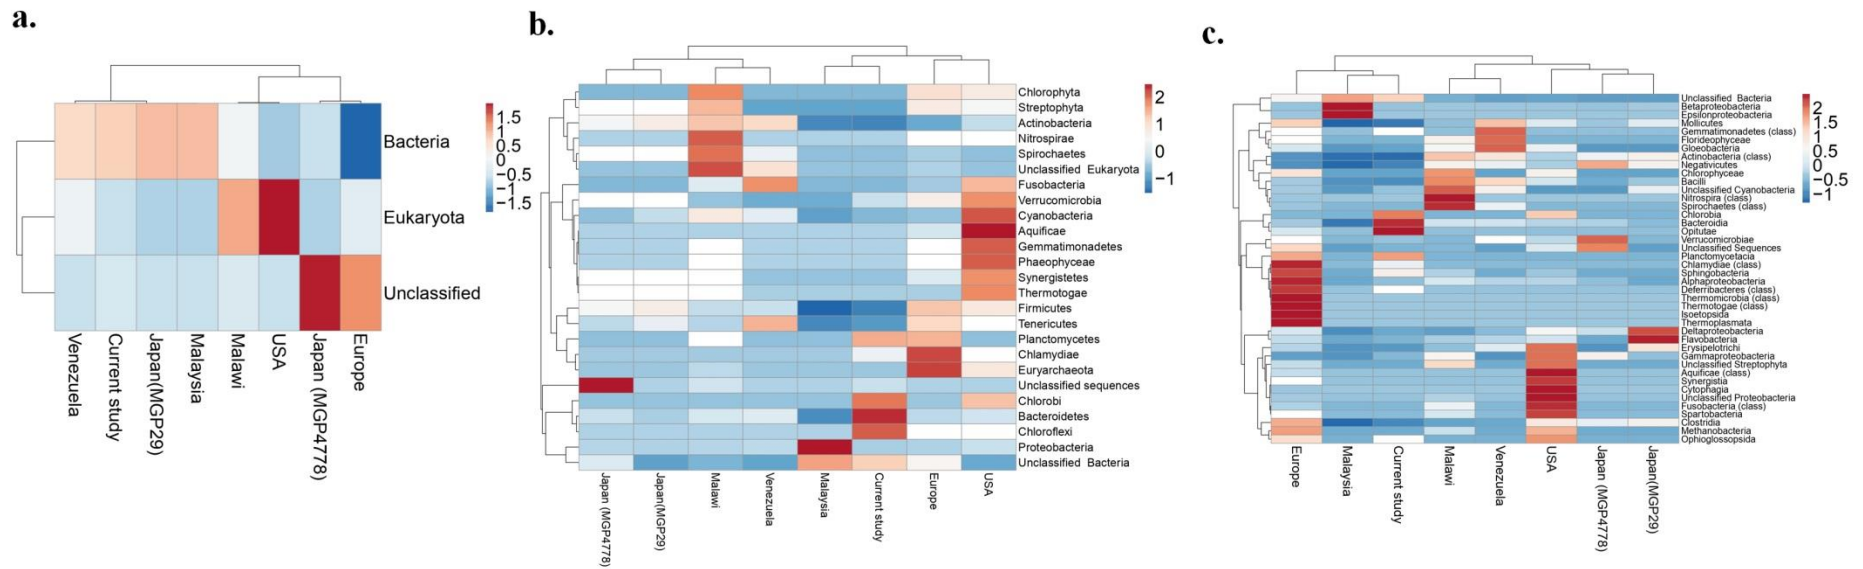 a.
1.5
0.5
−0.5
−1.5
Bacteria
Eukaryota
Unclassified
Venezuela
Current study
Japan(MGP29)
Malaysia
Malawi
USA
Japan (MGP4778)
Europe
b.
2
1
0
−1
Chlorophyta
Streptophyta
Actinobacteria
Nitrospirae
Spirochaetes
Unclassified Eukaryota
Fusobacteria
Verrucomicrobia
Cyanobacteria
Aquificae
Gemmatimonadetes
Phaeophyceae
Synergistetes
Thermotogae
Firmicutes
Tenericutes
Planctomycetes
Chlamydiae
Euryarchaeota
Unclassified sequences
Chlorobi
Bacteroidetes
Chloroflexi
Proteobacteria
Unclassified Bacteria
Japan (MGP4778)
Japan(MGP29)
Malawi
Venezuela
Malaysia
Current study
Europe
USA
c.
2
1.5
0.5
−0.5
−1
Unclassified Bacteria
Betaproteobacteria
Epsilonproteobacteria
Mollicutes
Gemmatimonadetes (class)
Florideophyceae
Gloeobacteria
Actinobacteria (class)
Negativicutes
Chlorophyceae
Bacilli
Unclassified Cyanobacteria
Nitrospira (class)
Spirochaetes (class)
Chlorobia
Bacteroidia
Opitutae
Verrucomicrobiae
Unclassified Sequences
Planctomycetacia
Chlamydiae (class)
Sphingobacteria
Alphaproteobacteria
Deferribacteres (class)
Thermomicrobia (class)
Thermotogae (class)
Isoetopsida
Thermoplasmata
Deltaproteobacteria
Flavobacteria
Erysipelotrichi
Gammaproteobacteria
Unclassified Streptophyta
Aquificae (class)
Synergistia
Cytophagia
Unclassified Proteobacteria
Fusobacteria (class)
Spartobacteria
Clostridia
Methanobacteria
Ophioglossopsida
Europe
Malaysia
Current study
Malawi
Venezuela
USA
Japan (MGP4778)
Japan(MGP29)